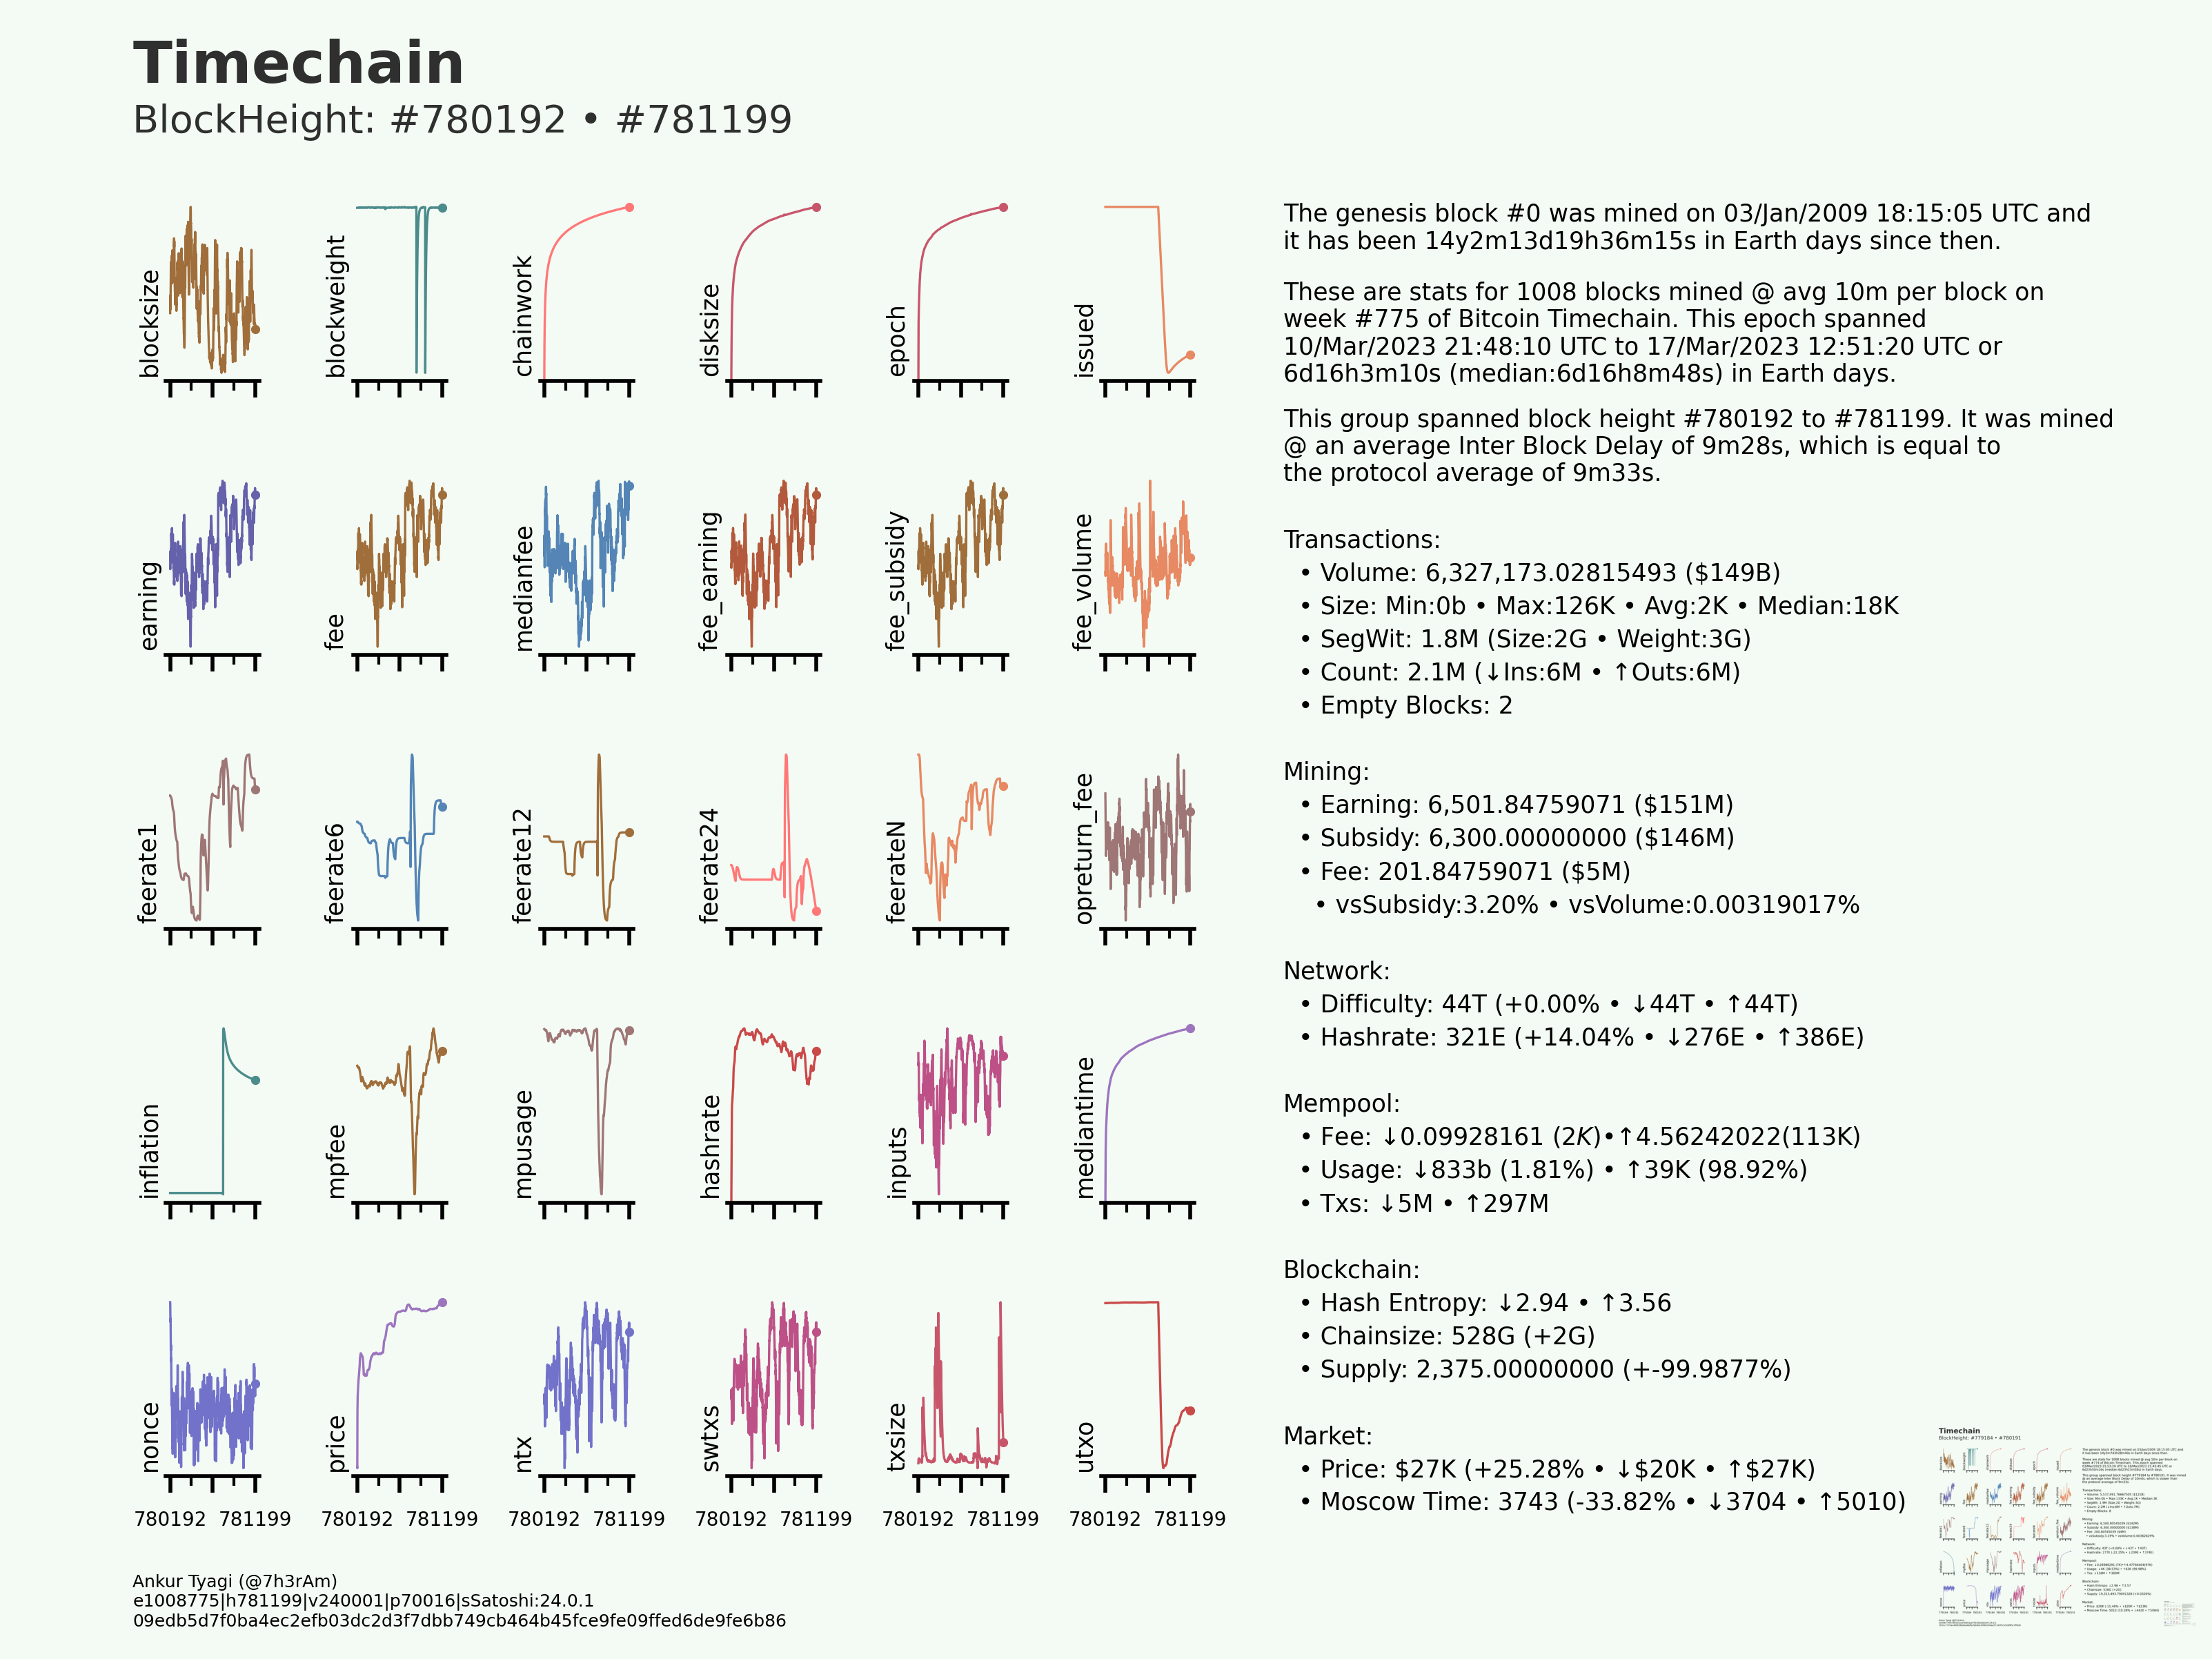 Timechain
BlockHeight: #780192 • #781199
blocksize
blockweight
chainwork
disksize
epoch
issued
earning
fee
medianfee
fee_earning
fee_subsidy
fee_volume
feerate1
feerate6
feerate12
feerate24
feerateN
opreturn_fee
inflation
mpfee
mpusage
hashrate
inputs
mediantime
nonce
price
ntx
swtxs
txsize
utxo
780192 781199 780192 781199 780192 781199 780192 781199 780192 781199 780192 781199
The genesis block #0 was mined on 03/Jan/2009 18:15:05 UTC and
it has been 14y2m13d19h36m15s in Earth days since then.
These are stats for 1008 blocks mined @ avg 10m per block on
week #775 of Bitcoin Timechain. This epoch spanned
10/Mar/2023 21:48:10 UTC to 17/Mar/2023 12:51:20 UTC or
6d16h3m10s (median:6d16h8m48s) in Earth days.
This group spanned block height #780192 to #781199. It was mined
@ an average Inter Block Delay of 9m28s, which is equal to
the protocol average of 9m33s.
Transactions:
• Volume: 6,327,173.02815493 ($149B)
• Size: Min:0b • Max:126K • Avg:2K • Median:18K
• SegWit: 1.8M (Size:2G • Weight:3G)
• Count: 2.1M (↓Ins:6M • ↑Outs:6M)
• Empty Blocks: 2
Mining:
• Earning: 6,501.84759071 ($151M)
• Subsidy: 6,300.00000000 ($146M)
• Fee: 201.84759071 ($5M)
• vsSubsidy:3.20% • vsVolume:0.00319017%
Network:
• Difficulty: 44T (+0.00% • ↓44T • ↑44T)
• Hashrate: 321E (+14.04% • ↓276E • ↑386E)
Mempool:
• Fee: ↓0.09928161 (2K)•↑4.56242022(113K)
• Usage: ↓833b (1.81%) • ↑39K (98.92%)
• Txs: ↓5M • ↑297M
Blockchain:
• Hash Entropy: ↓2.94 • ↑3.56
• Chainsize: 528G (+2G)
• Supply: 2,375.00000000 (+-99.9877%)
Market:
• Price: $27K (+25.28% • ↓$20K • ↑$27K)
• Moscow Time: 3743 (-33.82% • ↓3704 • ↑5010)
Timechain
BlockHeight: #779184 • #780191
Ankur Tyagi (@7h3rAm)
e1008775|h781199|v240001|p70016|sSatoshi:24.0.1
09edb5d7f0ba4ec2efb03dc2d3f7dbb749cb464b45fce9fe09ffed6de9fe6b86